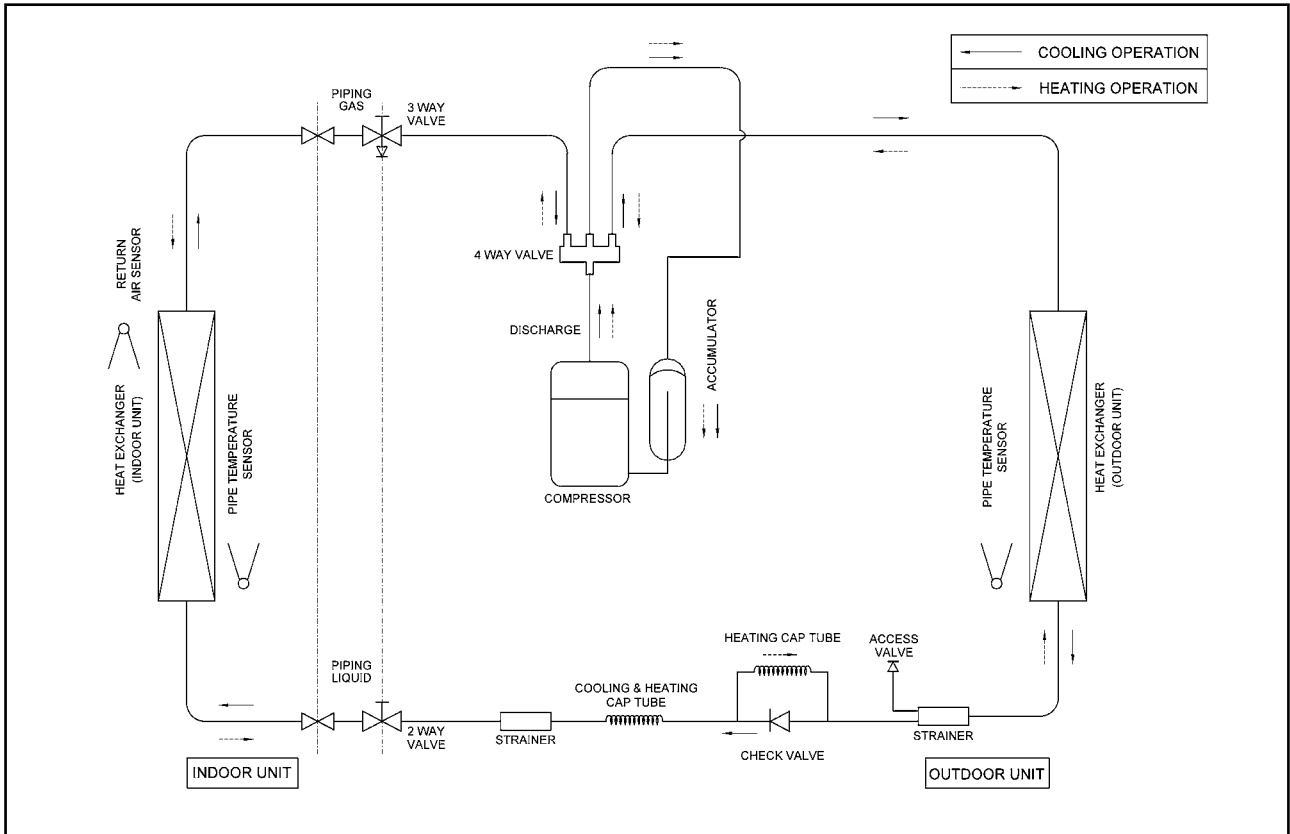 COOLING OPERATION
HEATING OPERATION
PIPING
GAS
3 WAY
VALVE
4 WAY VALVE
RETURN
AIR SENSOR
DISCHARGE
ACCUMULATOR
HEAT EXCHANGER
(INDOOR UNIT)
PIPE TEMPERATURE
SENSOR
COMPRESSOR
PIPE TEMPERATURE
SENSOR
HEAT EXCHANGER
(OUTDOOR UNIT)
HEATING CAP TUBE
ACCESS
VALVE
PIPING
LIQUID
COOLING & HEATING
CAP TUBE
2 WAY
VALVE
STRAINER
CHECK VALVE
STRAINER
INDOOR UNIT
OUTDOOR UNIT